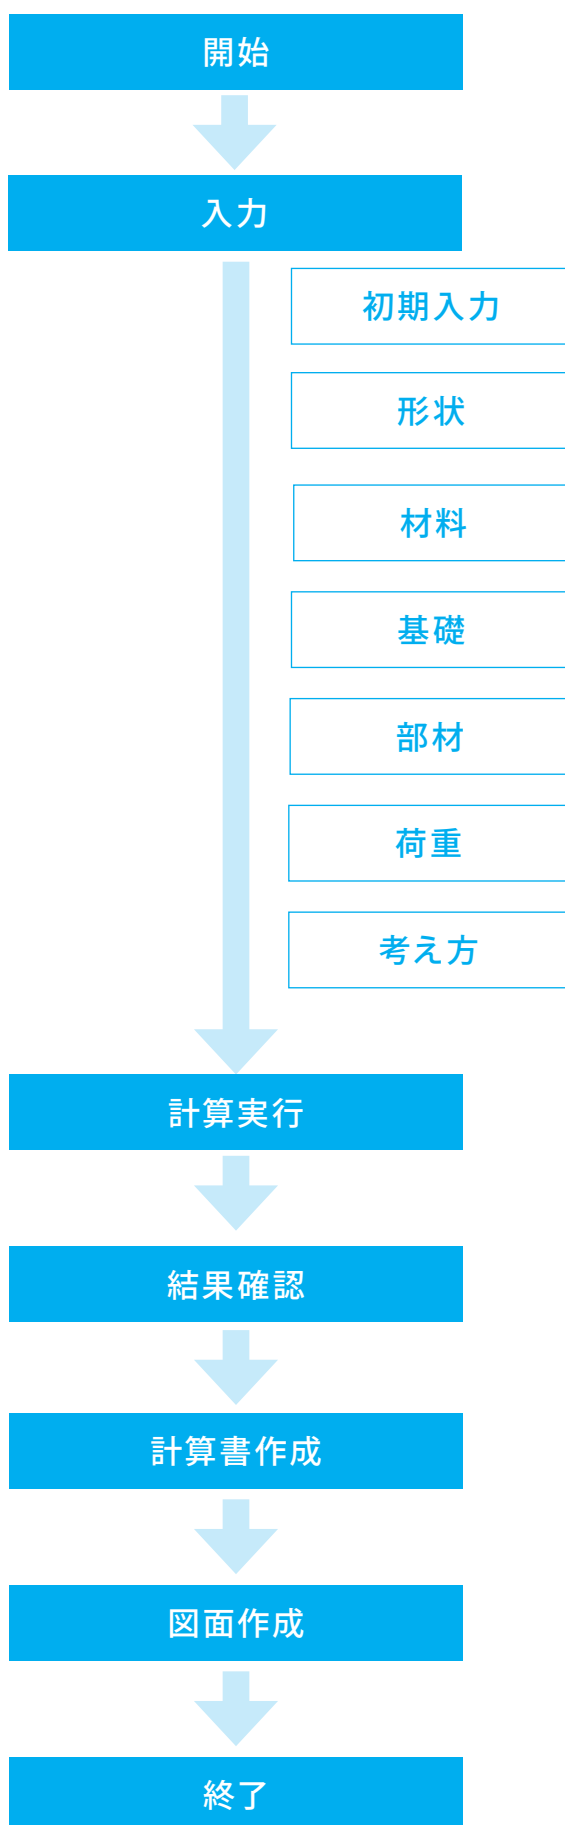 開始
入力
初期入力
形状
材料
基礎
部材
荷重
考え方
計算実行
結果確認
計算書作成
図面作成
終了